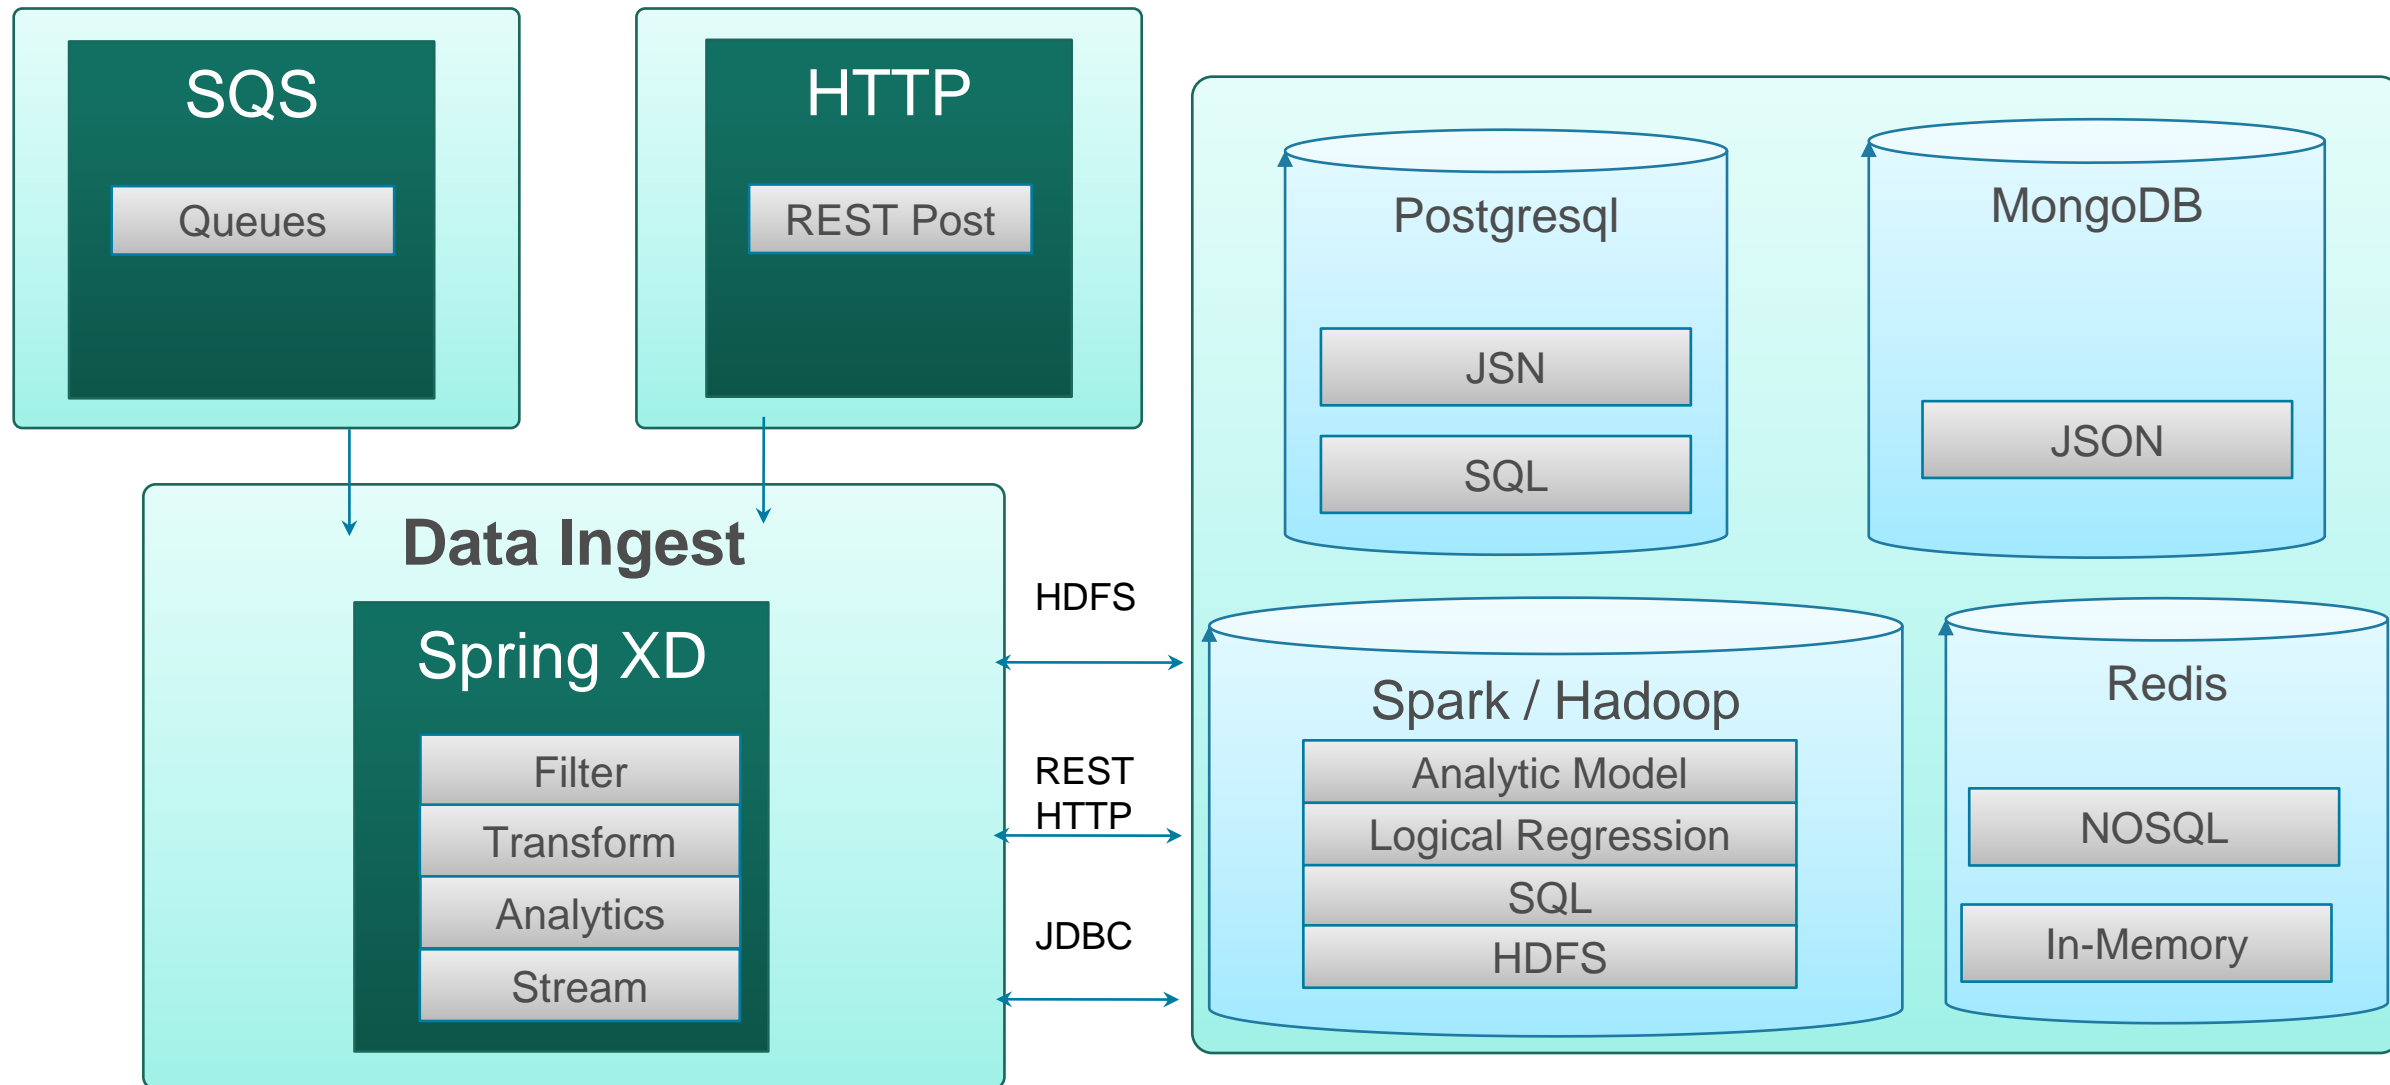 SQS
Queues
HTTP
REST Post
Data Ingest
Spring XD
Filter
Transform
Analytics
Stream
HDFS
REST
HTTP
JDBC
Postgresql
JSN
SQL
MongoDB
JSON
Spark / Hadoop
Analytic Model
Logical Regression
SQL
HDFS
Redis
NOSQL
In-Memory